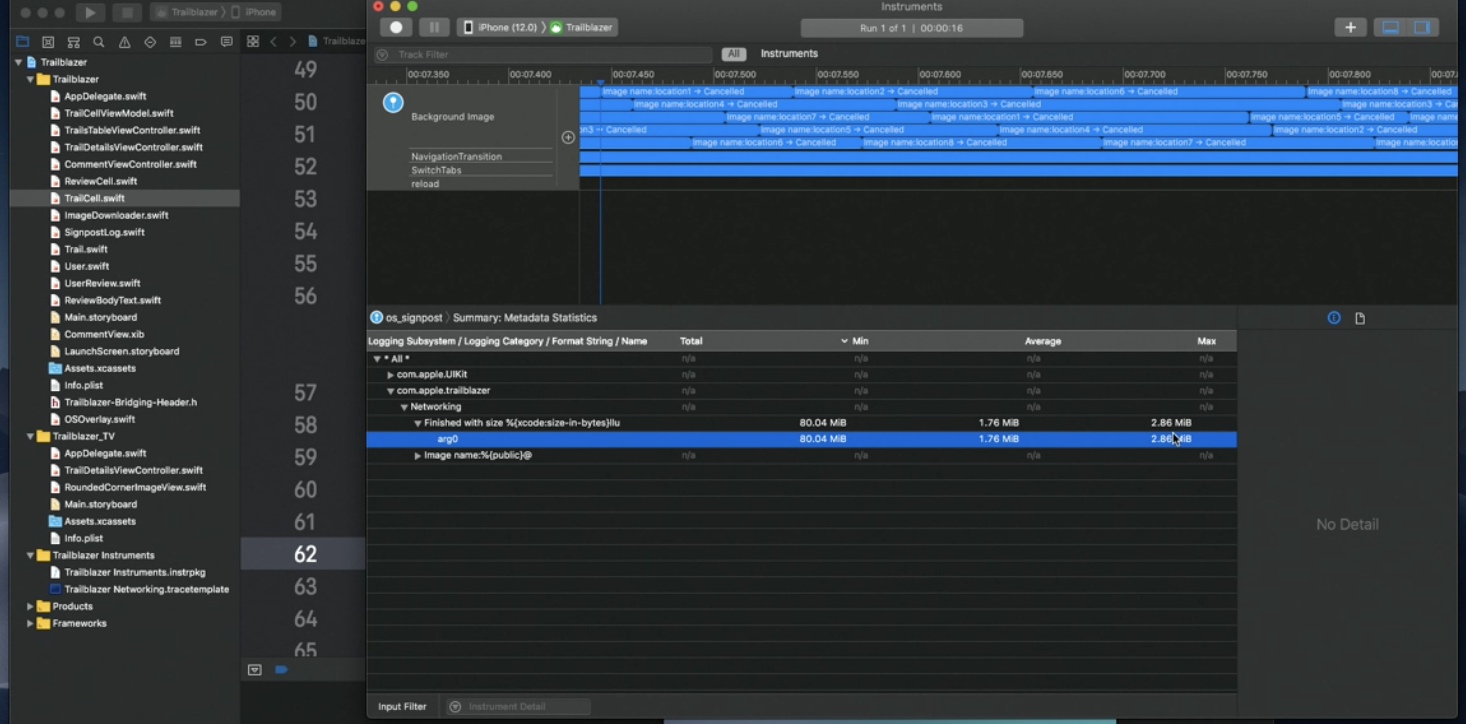 Trailblazer 〉 iPhone
Trailblaze
Trailblazer
Trailblazer
AppDelegate.swift
TrailCellViewModel.swift
TrailsTableViewController.swift
TrailDetailsViewController.swift
CommentViewController.swift
ReviewCell.swift
TrailCell.swift
ImageDownloader.swift
SignpostLog.swift
Trail.swift
User.swift
UserReview.swift
ReviewBodyText.swift
Main.storyboard
CommentView.xib
LaunchScreen.storyboard
Assets.xcassets
Info.plist
Trailblazer-Bridging-Header.h
OSOverlay.swift
Trailblazer_TV
AppDelegate.swift
TrailDetailsViewController.swift
RoundedCornerImageView.swift
Main.storyboard
Assets.xcassets
Info.plist
Trailblazer Instruments
Trailblazer Instruments.instrpkg
Trailblazer Networking.tracetemplate
Products
Frameworks
49
50
51
52
53
54
55
56
57
58
59
60
61
62
63
64
65
Instruments
iPhone (12.0) 〉 Trailblazer
Run 1 of 1 | 00:00:16
Track Filter
All Instruments
00:07.350 00:07.400 00:07.450 00:07.500 00:07.550 00:07.600 00:07.650 00:07.700 00:07.750 00:07.800 00:07.
Background Image
Image name:location1 → Cancelled Image name:location2 → Cancelled Image name:location6 → Cancelled Image name:location8 → Cancelled
Image name:location4 → Cancelled Image name:location3 → Cancelled Image name:location3 → Ca
Image name:location7 → Cancelled Image name:location1 → Cancelled Image name:location5 → Cancelled Image name
n3 → Cancelled Image name:location5 → Cancelled Image name:location4 → Cancelled Image name:location2 → Cancelled
Image name:location6 → Cancelled Image name:location8 → Cancelled Image name:location7 → Cancelled Image name:locatio
NavigationTransition
SwitchTabs
reload
os_signpost 〉 Summary: Metadata Statistics
Logging Subsystem / Logging Category / Format String / Name Total Min Average Max
* All * n/a n/a n/a n/a
com.apple.UIKit n/a n/a n/a n/a
com.apple.trailblazer n/a n/a n/a n/a
Networking n/a n/a n/a n/a
Finished with size %{xcode:size-in-bytes}llu 80.04 MiB 1.76 MiB 2.86 MiB
arg0 80.04 MiB 1.76 MiB 2.86 MiB
Image name:%{public}@ n/a n/a n/a n/a
No Detail
Input Filter Instrument Detail